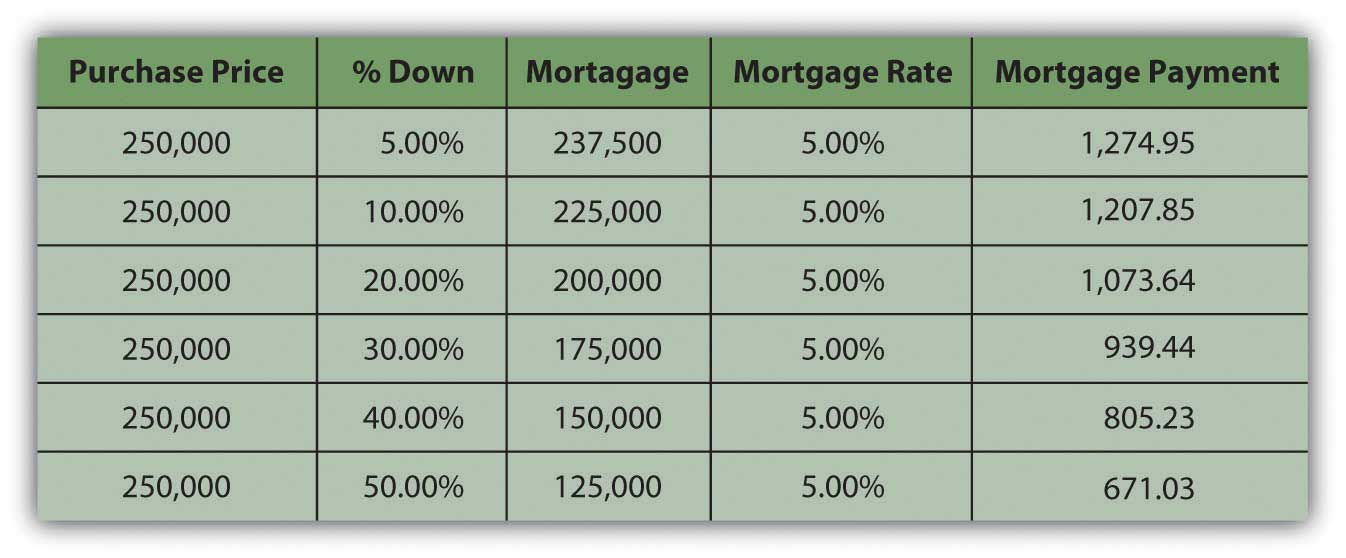 Purchase Price % Down Mortagage Mortgage Rate Mortgage Payment
250,000 5.00% 237,500 5.00% 1,274.95
250,000 10.00% 225,000 5.00% 1,207.85
250,000 20.00% 200,000 5.00% 1,073.64
250,000 30.00% 175,000 5.00% 939.44
250,000 40.00% 150,000 5.00% 805.23
250,000 50.00% 125,000 5.00% 671.03